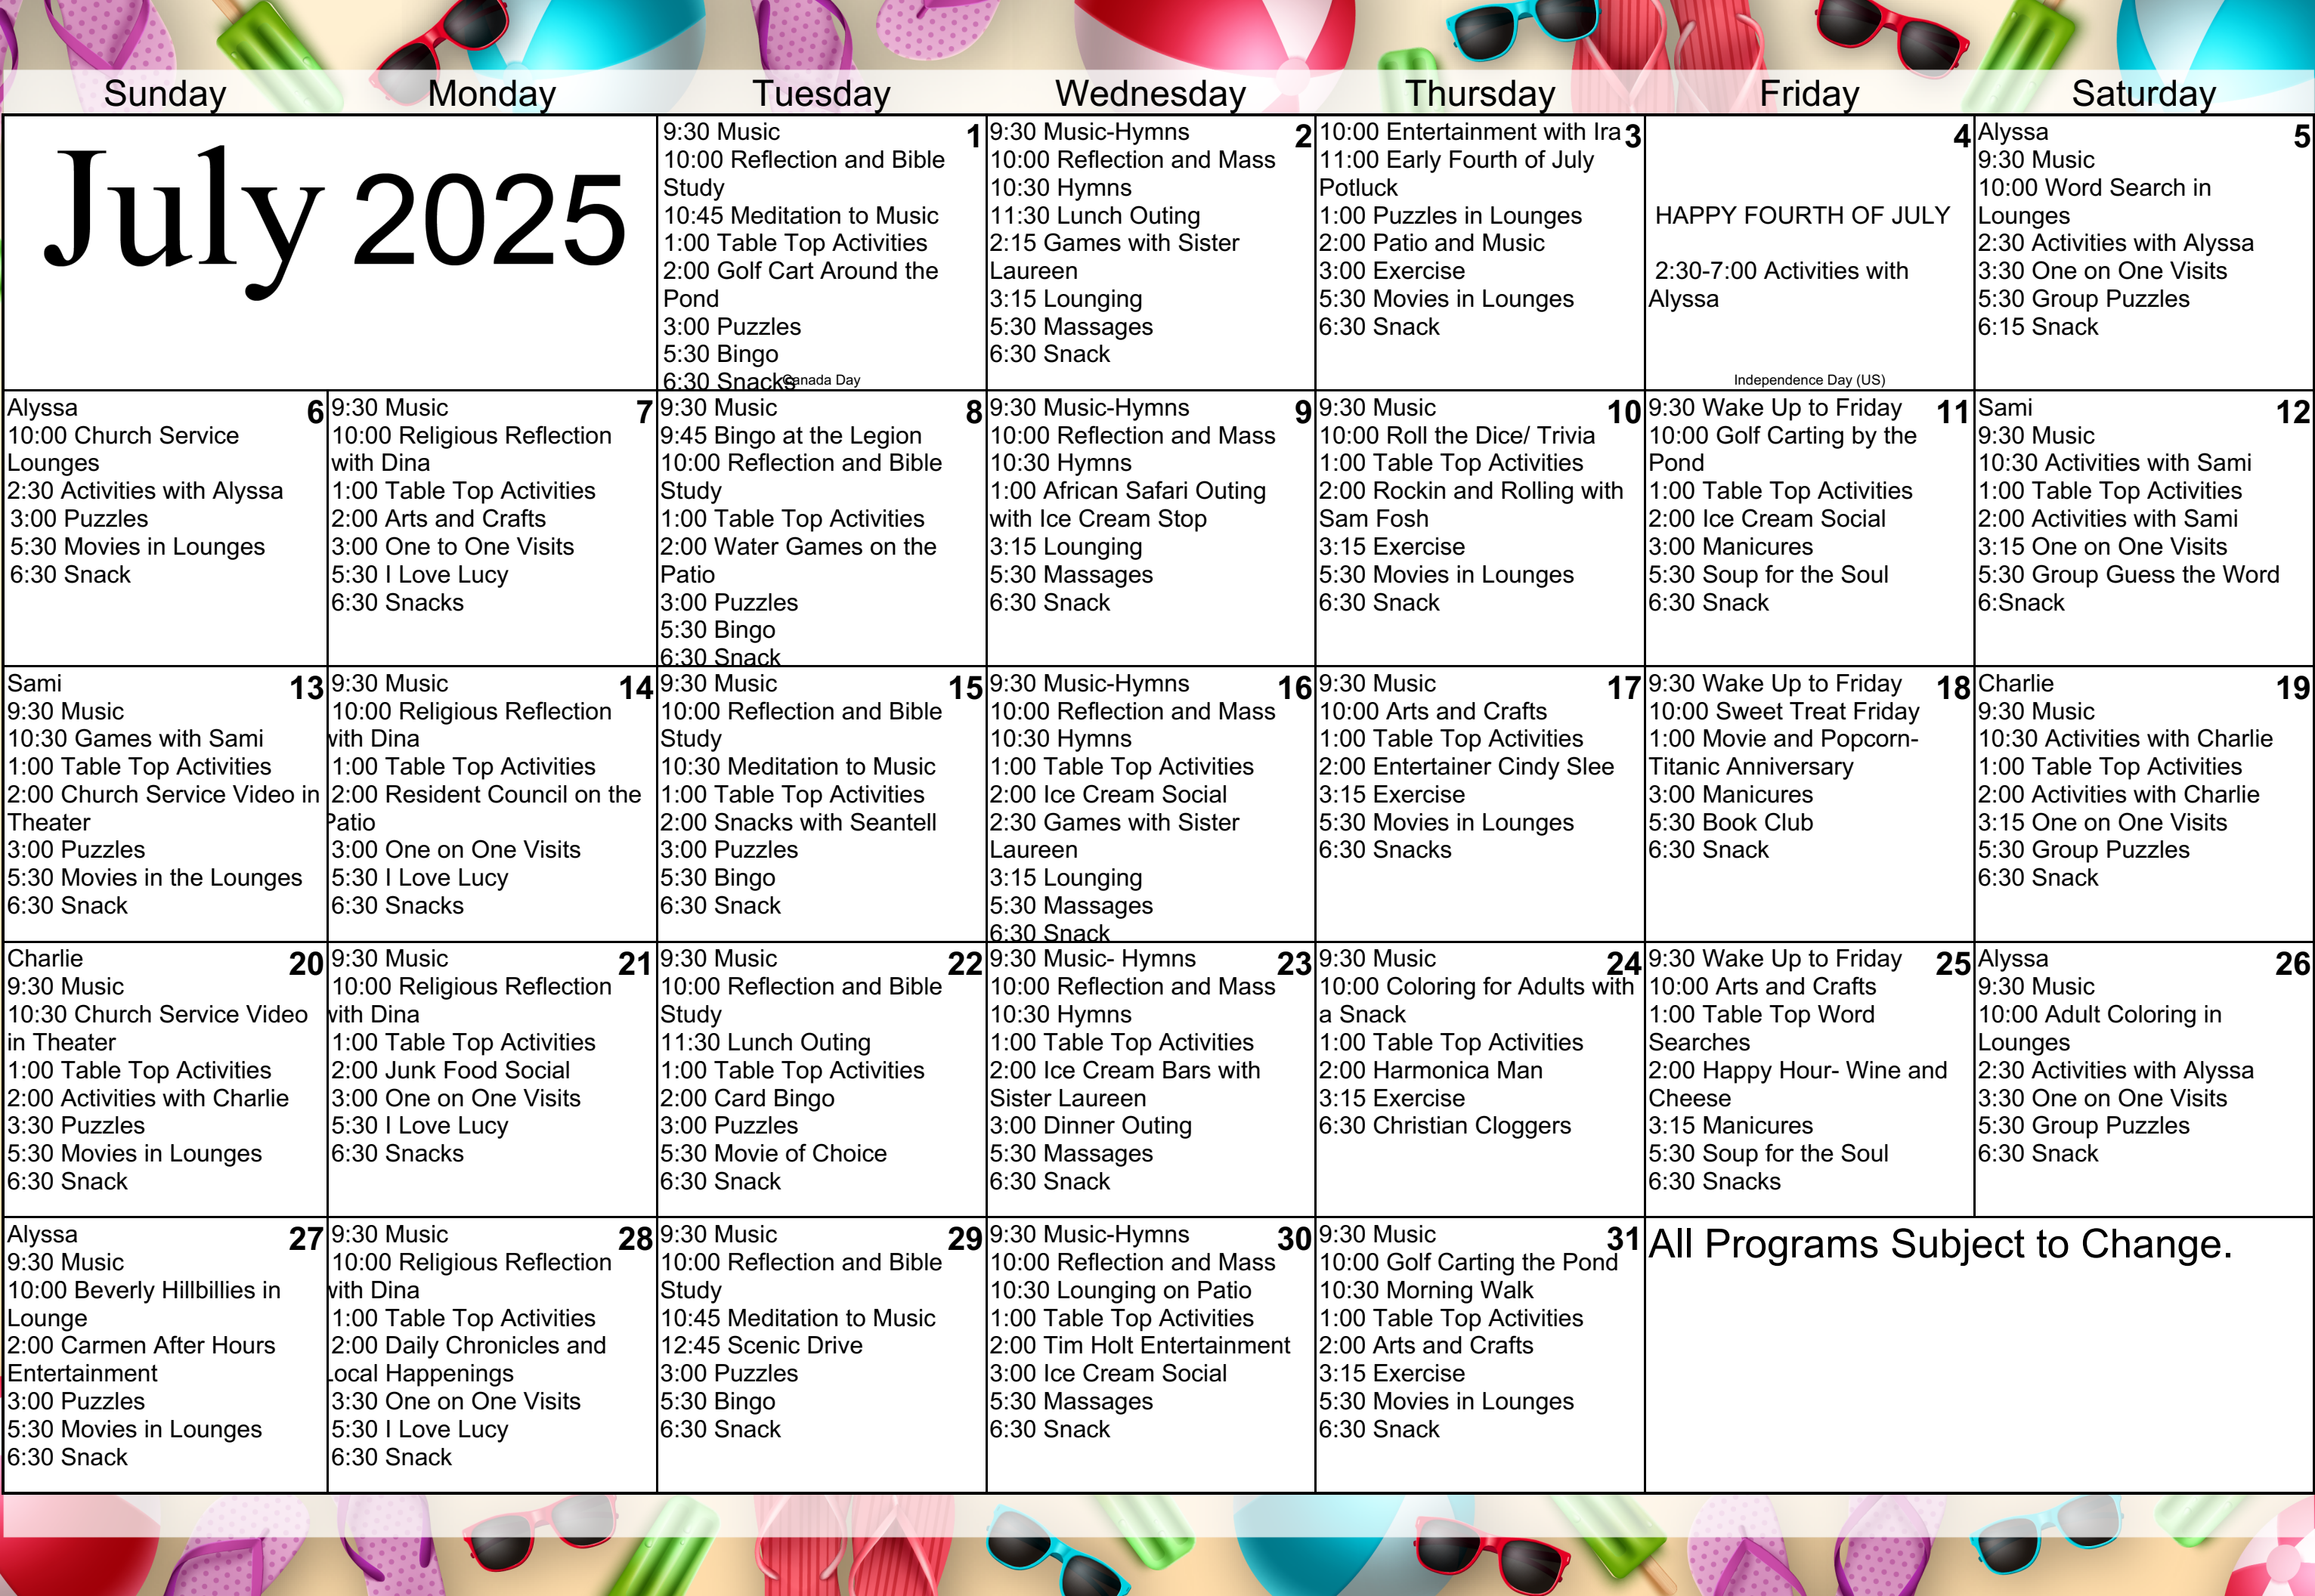 Sunday Monday Tuesday Wednesday Thursday Friday Saturday
July 2025
9:30 Music 1
10:00 Reflection and Bible
Study
10:45 Meditation to Music
1:00 Table Top Activities
2:00 Golf Cart Around the
Pond
3:00 Puzzles
5:30 Bingo
6:30 Snacks
Canada Day
9:30 Music-Hymns 2
10:00 Reflection and Mass
10:30 Hymns
11:30 Lunch Outing
2:15 Games with Sister
Laureen
3:15 Lounging
5:30 Massages
6:30 Snack
10:00 Entertainment with Ira 3
11:00 Early Fourth of July
Potluck
1:00 Puzzles in Lounges
2:00 Patio and Music
3:00 Exercise
5:30 Movies in Lounges
6:30 Snack
4
HAPPY FOURTH OF JULY
2:30-7:00 Activities with
Alyssa
Independence Day (US)
Alyssa 5
9:30 Music
10:00 Word Search in
Lounges
2:30 Activities with Alyssa
3:30 One on One Visits
5:30 Group Puzzles
6:15 Snack
Alyssa 6
10:00 Church Service
Lounges
2:30 Activities with Alyssa
3:00 Puzzles
5:30 Movies in Lounges
6:30 Snack
9:30 Music 7
10:00 Religious Reflection
with Dina
1:00 Table Top Activities
2:00 Arts and Crafts
3:00 One to One Visits
5:30 I Love Lucy
6:30 Snacks
9:30 Music 8
9:45 Bingo at the Legion
10:00 Reflection and Bible
Study
1:00 Table Top Activities
2:00 Water Games on the
Patio
3:00 Puzzles
5:30 Bingo
6:30 Snack
9:30 Music-Hymns 9
10:00 Reflection and Mass
10:30 Hymns
1:00 African Safari Outing
with Ice Cream Stop
3:15 Lounging
5:30 Massages
6:30 Snack
9:30 Music 10
10:00 Roll the Dice/ Trivia
1:00 Table Top Activities
2:00 Rockin and Rolling with
Sam Fosh
3:15 Exercise
5:30 Movies in Lounges
6:30 Snack
9:30 Wake Up to Friday 11
10:00 Golf Carting by the
Pond
1:00 Table Top Activities
2:00 Ice Cream Social
3:00 Manicures
5:30 Soup for the Soul
6:30 Snack
Sami 12
9:30 Music
10:30 Activities with Sami
1:00 Table Top Activities
2:00 Activities with Sami
3:15 One on One Visits
5:30 Group Guess the Word
6:Snack
Sami 13
9:30 Music
10:30 Games with Sami
1:00 Table Top Activities
2:00 Church Service Video in
Theater
3:00 Puzzles
5:30 Movies in the Lounges
6:30 Snack
9:30 Music 14
10:00 Religious Reflection
with Dina
1:00 Table Top Activities
2:00 Resident Council on the
Patio
3:00 One on One Visits
5:30 I Love Lucy
6:30 Snacks
9:30 Music 15
10:00 Reflection and Bible
Study
10:30 Meditation to Music
1:00 Table Top Activities
2:00 Snacks with Seantell
3:00 Puzzles
5:30 Bingo
6:30 Snack
9:30 Music-Hymns 16
10:00 Reflection and Mass
10:30 Hymns
1:00 Table Top Activities
2:00 Ice Cream Social
2:30 Games with Sister
Laureen
3:15 Lounging
5:30 Massages
6:30 Snack
9:30 Music 17
10:00 Arts and Crafts
1:00 Table Top Activities
2:00 Entertainer Cindy Slee
3:15 Exercise
5:30 Movies in Lounges
6:30 Snacks
9:30 Wake Up to Friday 18
10:00 Sweet Treat Friday
1:00 Movie and Popcorn-
Titanic Anniversary
3:00 Manicures
5:30 Book Club
6:30 Snack
Charlie 19
9:30 Music
10:30 Activities with Charlie
1:00 Table Top Activities
2:00 Activities with Charlie
3:15 One on One Visits
5:30 Group Puzzles
6:30 Snack
Charlie 20
9:30 Music
10:30 Church Service Video
in Theater
1:00 Table Top Activities
2:00 Activities with Charlie
3:30 Puzzles
5:30 Movies in Lounges
6:30 Snack
9:30 Music 21
10:00 Religious Reflection
with Dina
1:00 Table Top Activities
2:00 Junk Food Social
3:00 One on One Visits
5:30 I Love Lucy
6:30 Snacks
9:30 Music 22
10:00 Reflection and Bible
Study
11:30 Lunch Outing
1:00 Table Top Activities
2:00 Card Bingo
3:00 Puzzles
5:30 Movie of Choice
6:30 Snack
9:30 Music- Hymns 23
10:00 Reflection and Mass
10:30 Hymns
1:00 Table Top Activities
2:00 Ice Cream Bars with
Sister Laureen
3:00 Dinner Outing
5:30 Massages
6:30 Snack
9:30 Music 24
10:00 Coloring for Adults with
a Snack
1:00 Table Top Activities
2:00 Harmonica Man
3:15 Exercise
6:30 Christian Cloggers
9:30 Wake Up to Friday 25
10:00 Arts and Crafts
1:00 Table Top Word
Searches
2:00 Happy Hour- Wine and
Cheese
3:15 Manicures
5:30 Soup for the Soul
6:30 Snacks
Alyssa 26
9:30 Music
10:00 Adult Coloring in
Lounges
2:30 Activities with Alyssa
3:30 One on One Visits
5:30 Group Puzzles
6:30 Snack
Alyssa 27
9:30 Music
10:00 Beverly Hillbillies in
Lounge
2:00 Carmen After Hours
Entertainment
3:00 Puzzles
5:30 Movies in Lounges
6:30 Snack
9:30 Music 28
10:00 Religious Reflection
with Dina
1:00 Table Top Activities
2:00 Daily Chronicles and
Local Happenings
3:30 One on One Visits
5:30 I Love Lucy
6:30 Snack
9:30 Music 29
10:00 Reflection and Bible
Study
10:45 Meditation to Music
12:45 Scenic Drive
3:00 Puzzles
5:30 Bingo
6:30 Snack
9:30 Music-Hymns 30
10:00 Reflection and Mass
10:30 Lounging on Patio
1:00 Table Top Activities
2:00 Tim Holt Entertainment
3:00 Ice Cream Social
5:30 Massages
6:30 Snack
9:30 Music 31
10:00 Golf Carting the Pond
10:30 Morning Walk
1:00 Table Top Activities
2:00 Arts and Crafts
3:15 Exercise
5:30 Movies in Lounges
6:30 Snack
All Programs Subject to Change.